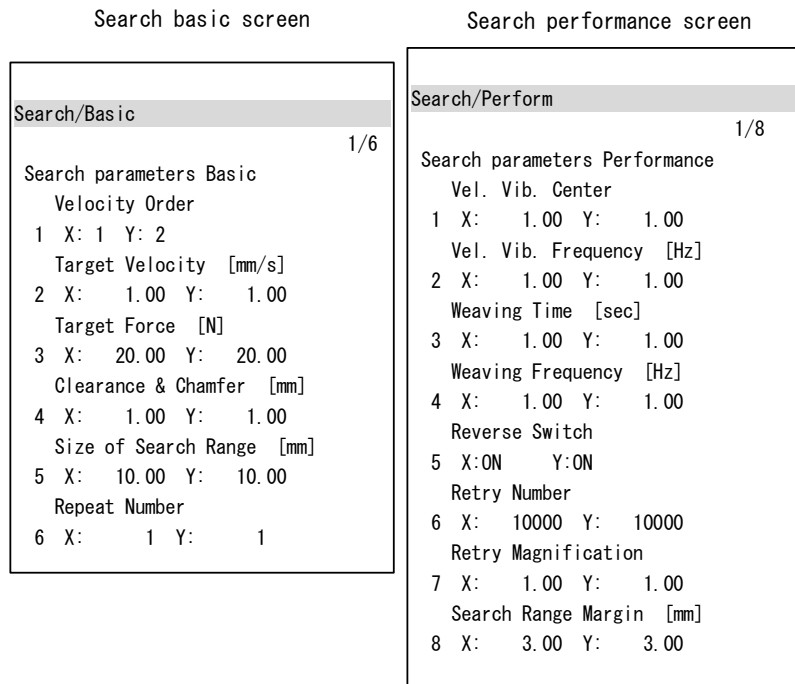 Search basic screen
Search/Basic
1/6
Search parameters Basic
Velocity Order
1 X: 1 Y: 2
Target Velocity [mm/s]
2 X: 1.00 Y: 1.00
Target Force [N]
3 X: 20.00 Y: 20.00
Clearance & Chamfer [mm]
4 X: 1.00 Y: 1.00
Size of Search Range [mm]
5 X: 10.00 Y: 10.00
Repeat Number
6 X: 1 Y: 1
Search performance screen
Search/Perform
1/8
Search parameters Performance
Vel. Vib. Center
1 X: 1.00 Y: 1.00
Vel. Vib. Frequency [Hz]
2 X: 1.00 Y: 1.00
Weaving Time [sec]
3 X: 1.00 Y: 1.00
Weaving Frequency [Hz]
4 X: 1.00 Y: 1.00
Reverse Switch
5 X:ON Y:ON
Retry Number
6 X: 10000 Y: 10000
Retry Magnification
7 X: 1.00 Y: 1.00
Search Range Margin [mm]
8 X: 3.00 Y: 3.00